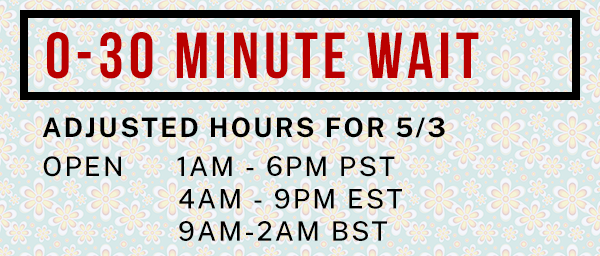 0-30 MINUTE WAIT
ADJUSTED HOURS FOR 5/3
OPEN 1AM - 6PM PST
4AM - 9PM EST
9AM-2AM BST